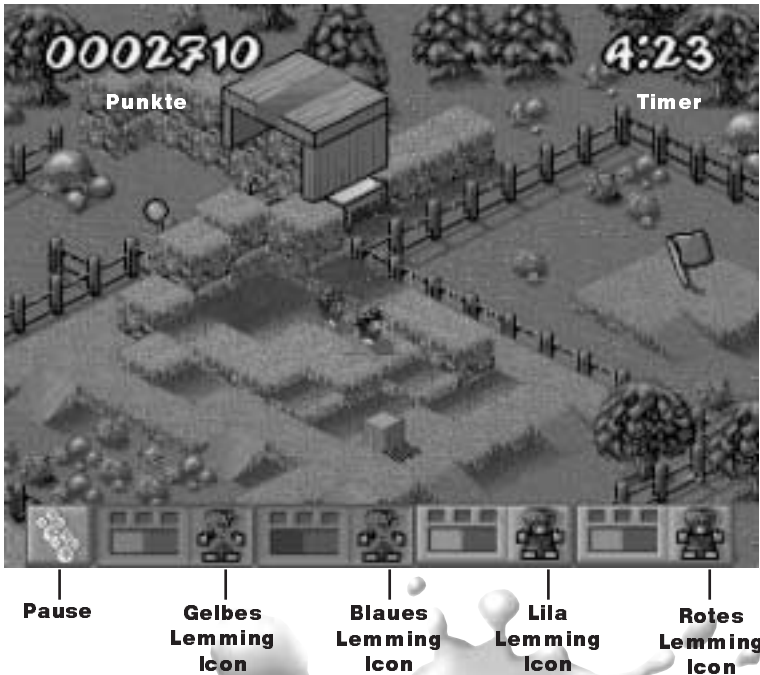 0002710
4:23
Punkte
Timer
Pause
Gelbes
Lemming
Icon
Blaues
Lemming
Icon
Lila
Lemming
Icon
Rotes
Lemming
Icon